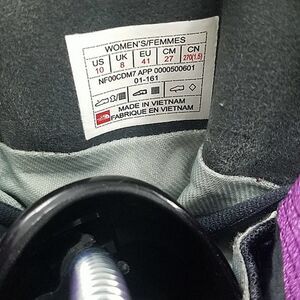 WOMEN'S/FEMMES
US UK EU CM CN
10 8 41 27 270(1.5)
NF00CDM7 APP 0000500601
01-161
MADE IN VIETNAM
FABRIQUE EN VIETNAM